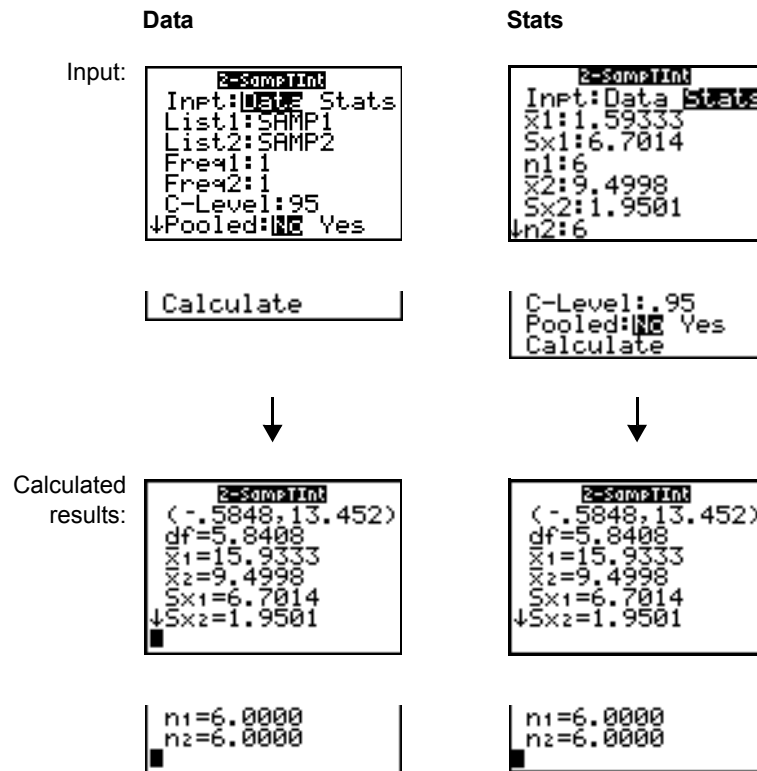 Data
Stats
Input:
2-SampTInt
Inpt:Data Stats
List1:SAMP1
List2:SAMP2
Freq1:1
Freq2:1
C-Level:95
↓Pooled:No Yes
Calculate
2-SampTInt
Inpt:Data Stats
x̄1:1.59333
Sx1:6.7014
n1:6
x̄2:9.4998
Sx2:1.9501
↓n2:6
C-Level:.95
Pooled:No Yes
Calculate
Calculated
results:
2-SampTInt
(-.5848,13.452)
df=5.8408
x̄1=15.9333
x̄2=9.4998
Sx1=6.7014
↓Sx2=1.9501
n1=6.0000
n2=6.0000
2-SampTInt
(-.5848,13.452)
df=5.8408
x̄1=15.9333
x̄2=9.4998
Sx1=6.7014
↓Sx2=1.9501
n1=6.0000
n2=6.0000